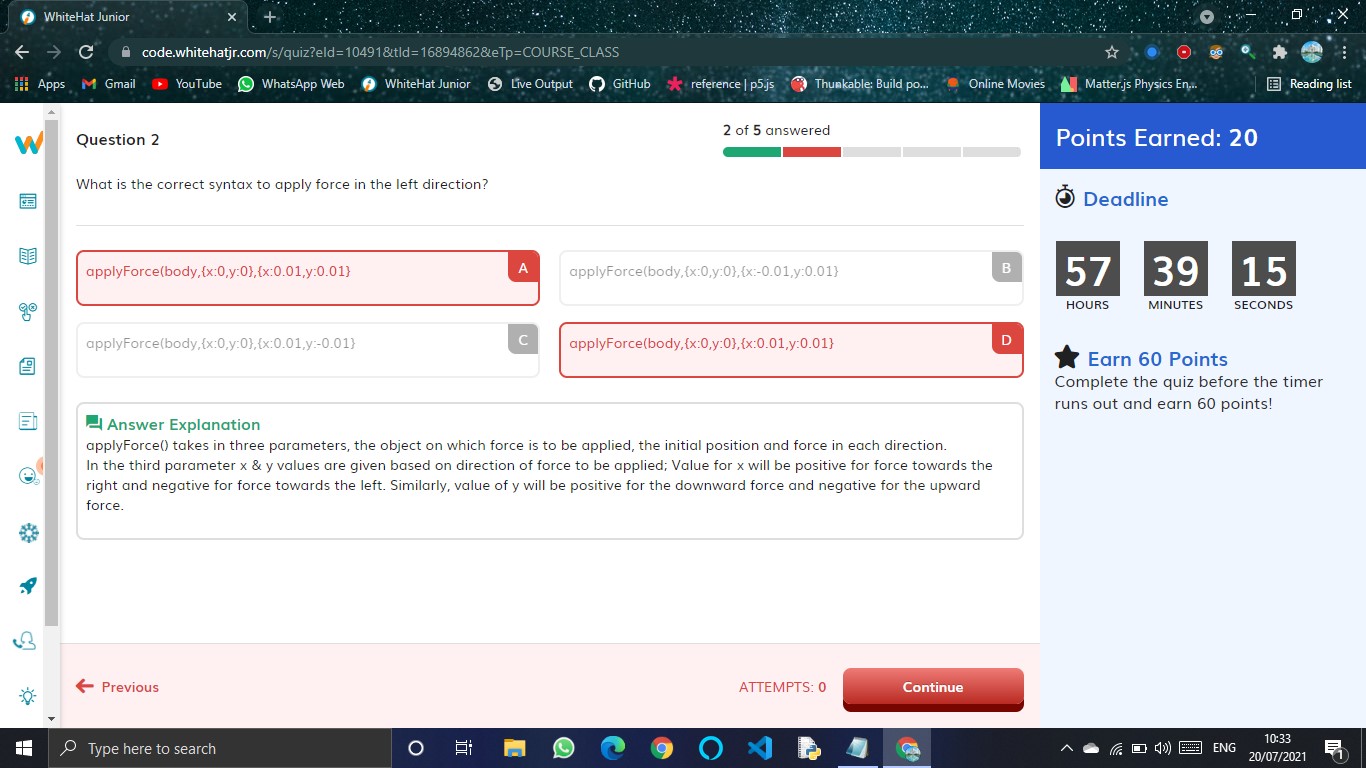 WhiteHat Junior
code.whitehatjr.com/s/quiz?eId=10491&tId=16894862&eTp=COURSE_CLASS
Apps Gmail YouTube WhatsApp Web WhiteHat Junior Live Output GitHub reference | p5.js Thunkable: Build po... Online Movies Matter.js Physics En... Reading list
Question 2
2 of 5 answered
What is the correct syntax to apply force in the left direction?
applyForce(body,{x:0,y:0},{x:0.01,y:0.01} A
applyForce(body,{x:0,y:0},{x:-0.01,y:0.01} B
applyForce(body,{x:0,y:0},{x:0.01,y:-0.01} C
applyForce(body,{x:0,y:0},{x:0.01,y:0.01} D
Answer Explanation
applyForce() takes in three parameters, the object on which force is to be applied, the initial position and force in each direction.
In the third parameter x & y values are given based on direction of force to be applied; Value for x will be positive for force towards the
right and negative for force towards the left. Similarly, value of y will be positive for the downward force and negative for the upward
force.
Previous
ATTEMPTS: 0
Continue
Points Earned: 20
Deadline
57 39 15
HOURS MINUTES SECONDS
Earn 60 Points
Complete the quiz before the timer
runs out and earn 60 points!
Type here to search
ENG
10:33
20/07/2021
1